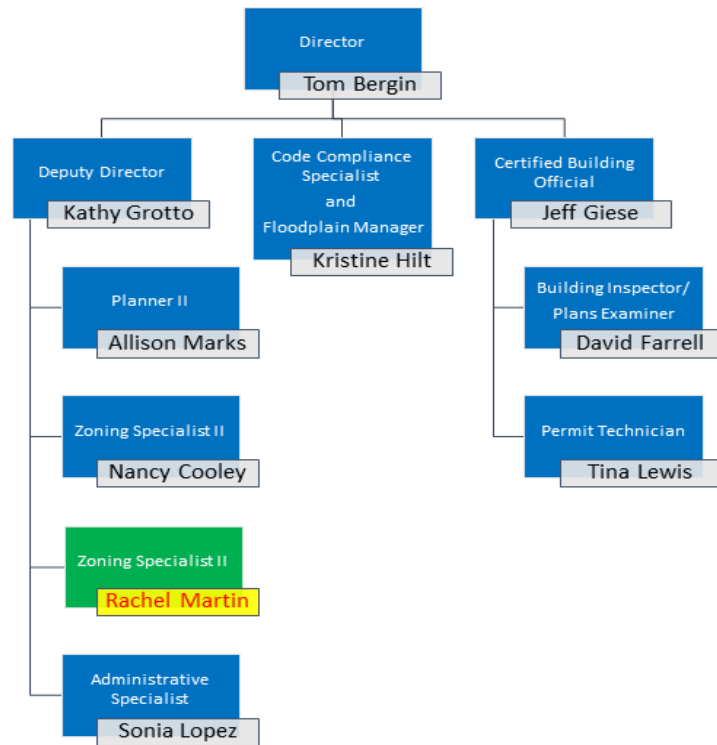 Director
Tom Bergin
Deputy Director
Kathy Grotto
Code Compliance
Specialist
and
Floodplain Manager
Kristine Hilt
Certified Building
Official
Jeff Giese
Planner II
Allison Marks
Building Inspector/
Plans Examiner
David Farrell
Zoning Specialist II
Nancy Cooley
Permit Technician
Tina Lewis
Zoning Specialist II
Rachel Martin
Administrative
Specialist
Sonia Lopez